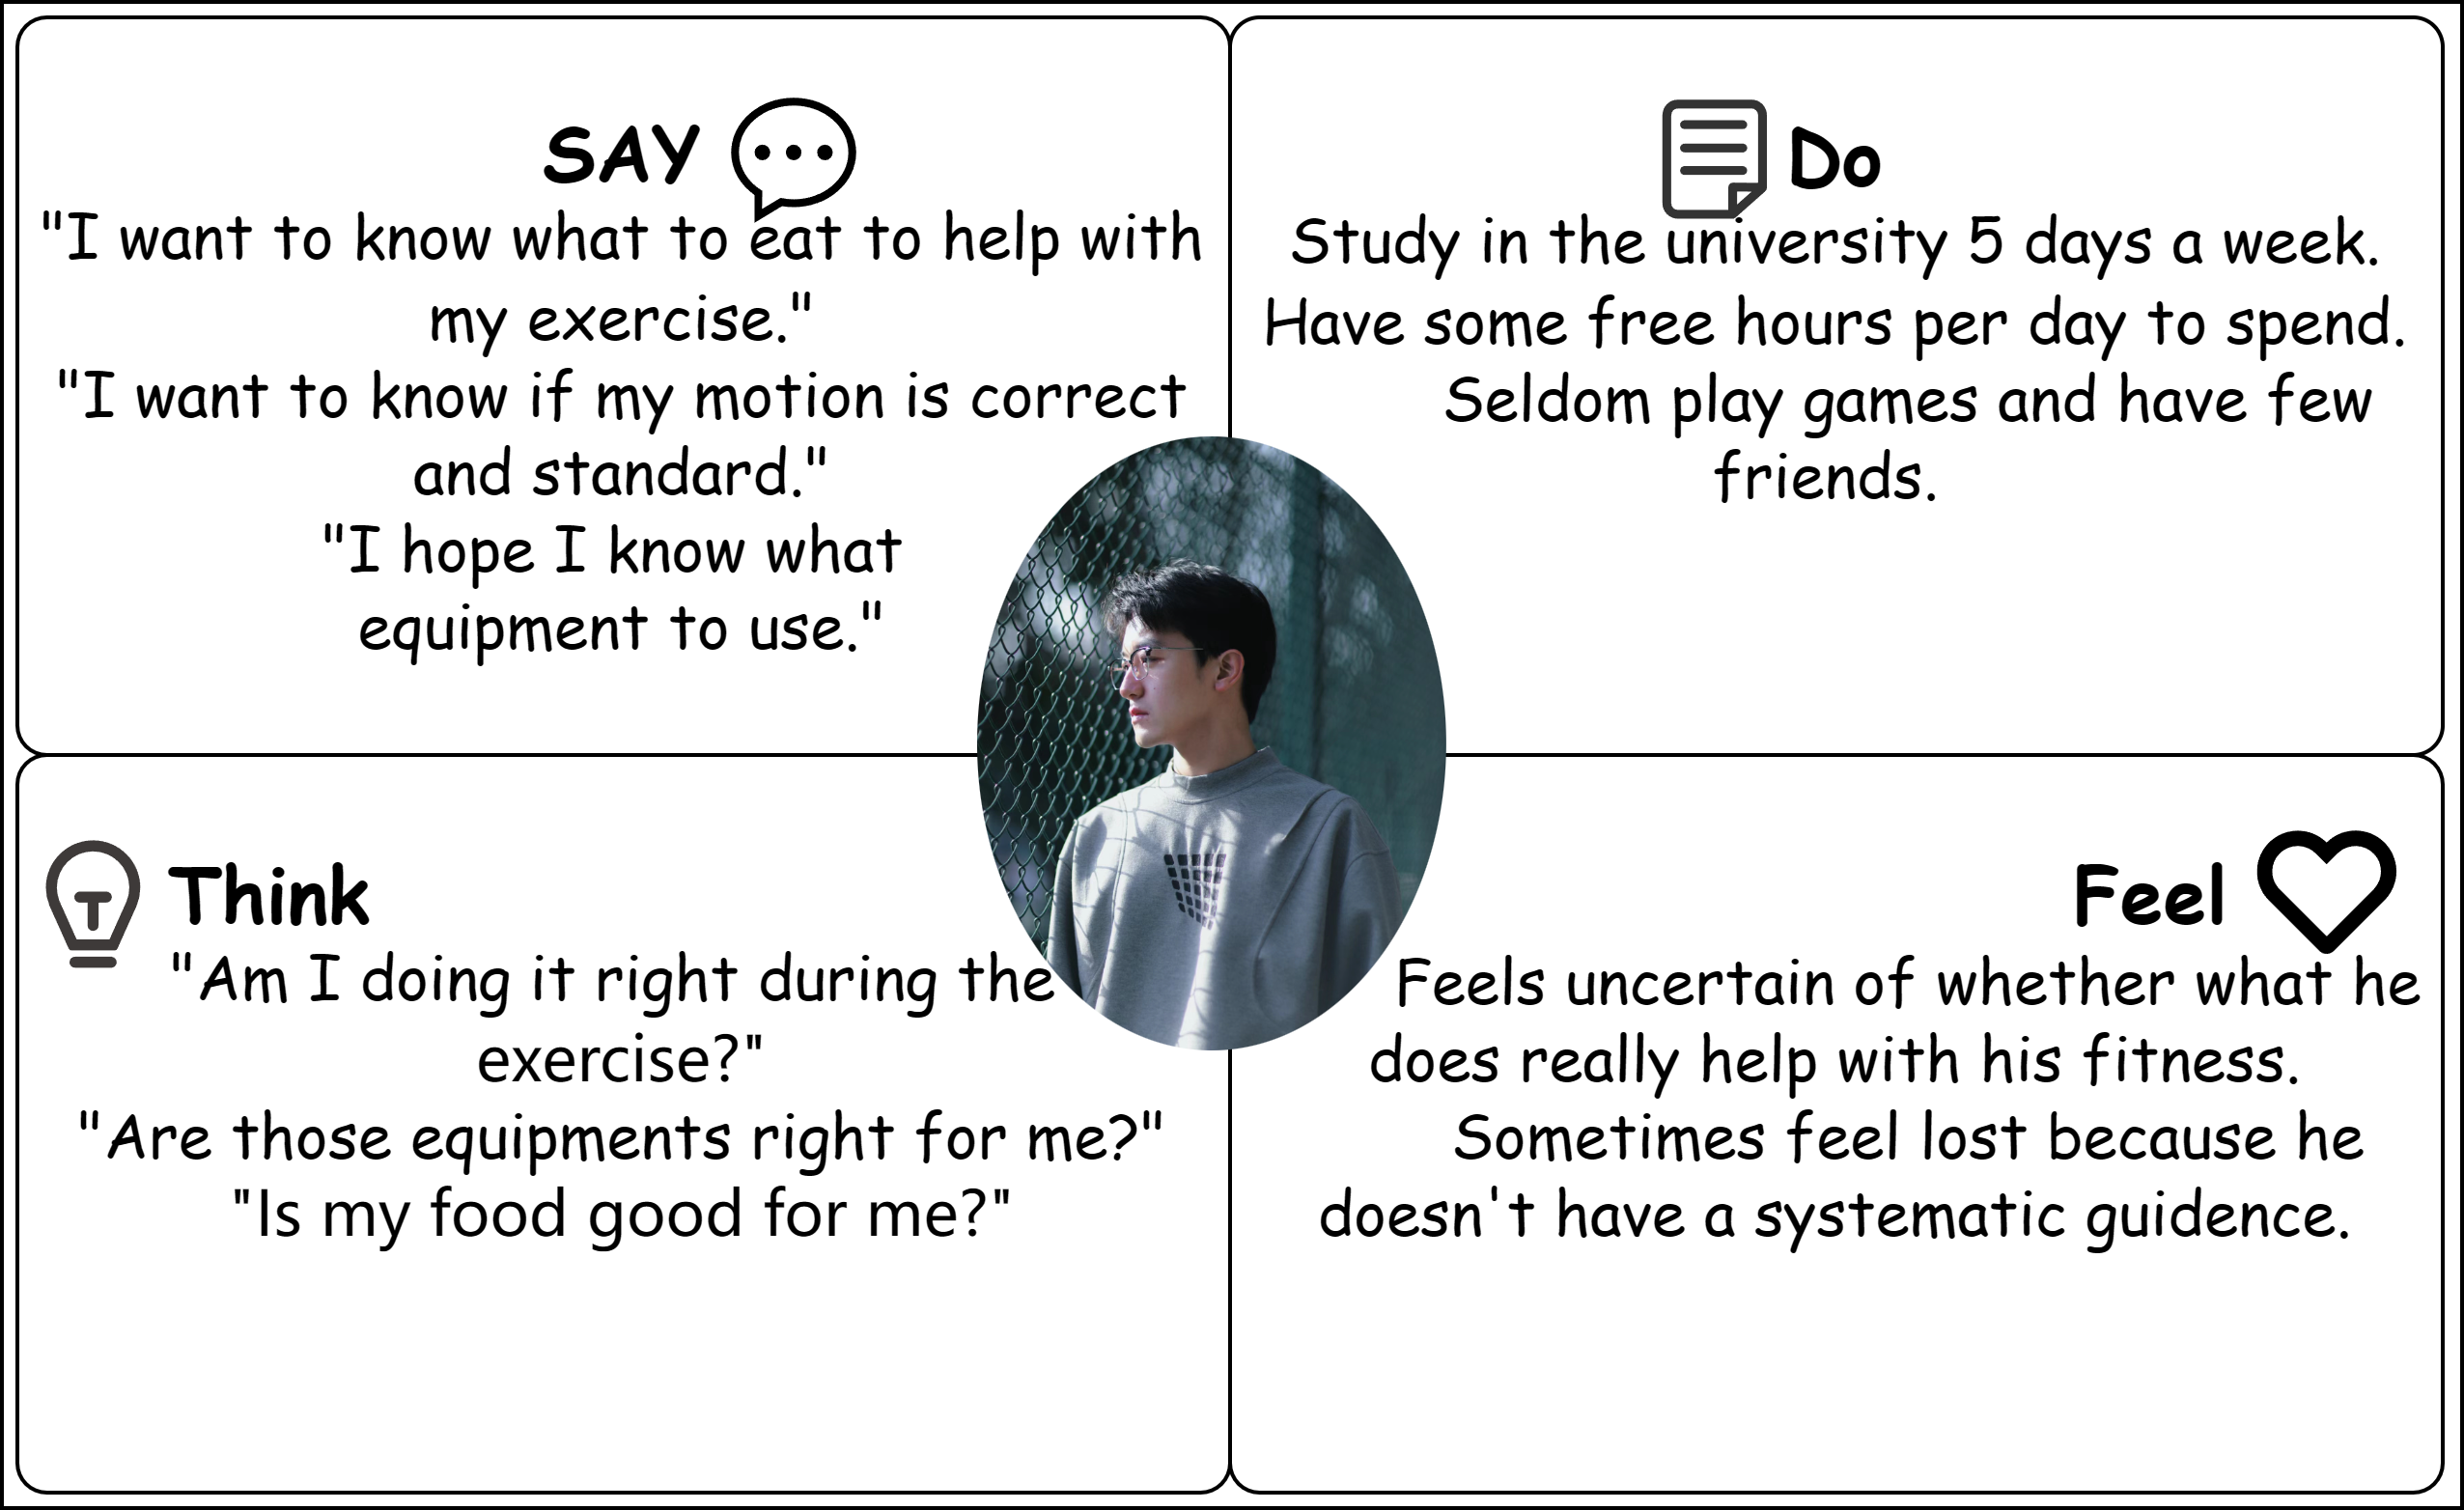 SAY
"I want to know what to eat to help with
my exercise."
"I want to know if my motion is correct
and standard."
"I hope I know what
equipment to use."
Do
Study in the university 5 days a week.
Have some free hours per day to spend.
Seldom play games and have few
friends.
Think
"Am I doing it right during the
exercise?"
"Are those equipments right for me?"
"Is my food good for me?"
Feel
Feels uncertain of whether what he
does really help with his fitness.
Sometimes feel lost because he
doesn't have a systematic guidence.